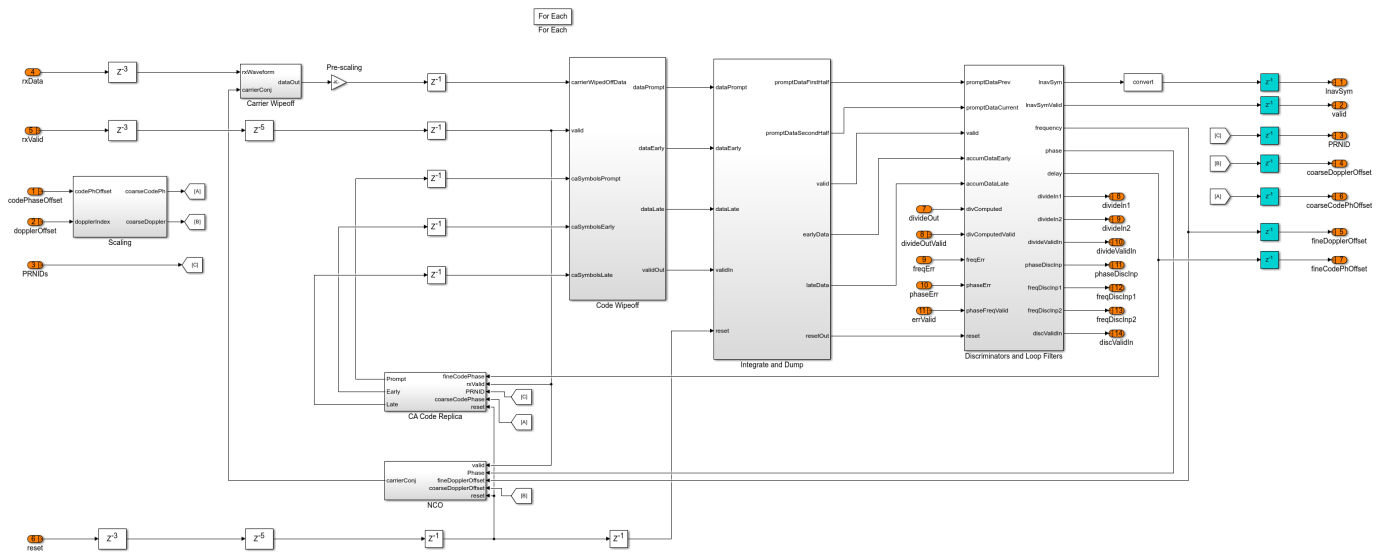 For Each
For Each
Pre-scaling
4
rxData
Z-3
rxWaveform
carrierConj
dataOut
Carrier Wipeoff
-K-
Z-1
5
rxValid
Z-3
Z-5
Z-1
1
codePhaseOffset
2
dopplerOffset
codePhOffset
dopplerIndex
coarseCodePh
coarseDoppler
Scaling
[A]
[B]
3
PRNIDs
[C]
Z-1
Z-1
Z-1
carrierWipedOffData
valid
caSymbolsPrompt
caSymbolsEarly
caSymbolsLate
dataPrompt
dataEarly
dataLate
validOut
Code Wipeoff
dataPrompt
dataEarly
dataLate
validIn
reset
promptDataFirstHalf
promptDataSecondHalf
valid
earlyData
lateData
resetOut
Integrate and Dump
7
divideOut
8
divideOutValid
9
freqErr
10
phaseErr
11
errValid
promptDataPrev
promptDataCurrent
valid
accumDataEarly
accumDataLate
divComputed
divComputedValid
freqErr
phaseErr
phaseFreqValid
reset
lnavSym
lnavSymValid
frequency
phase
delay
divideIn1
divideIn2
divideValidIn
phaseDiscInp
freqDiscInp1
freqDiscInp2
discValidIn
Discriminators and Loop Filters
8
divideIn1
9
divideIn2
10
divideValidIn
11
phaseDiscInp
12
freqDiscInp1
13
freqDiscInp2
14
discValidIn
convert
Z-1
1
lnavSym
Z-1
2
valid
[C]
Z-1
3
PRNID
[B]
Z-1
4
coarseDopplerOffset
[A]
Z-1
6
coarseCodePhOffset
Z-1
5
fineDopplerOffset
Z-1
7
fineCodePhOffset
Prompt
Early
Late
fineCodePhase
rxValid
PRNID
coarseCodePhase
reset
CA Code Replica
[C]
[A]
carrierConj
valid
Phase
fineDopplerOffset
coarseDopplerOffset
reset
NCO
[B]
6
reset
Z-3
Z-5
Z-1
Z-1